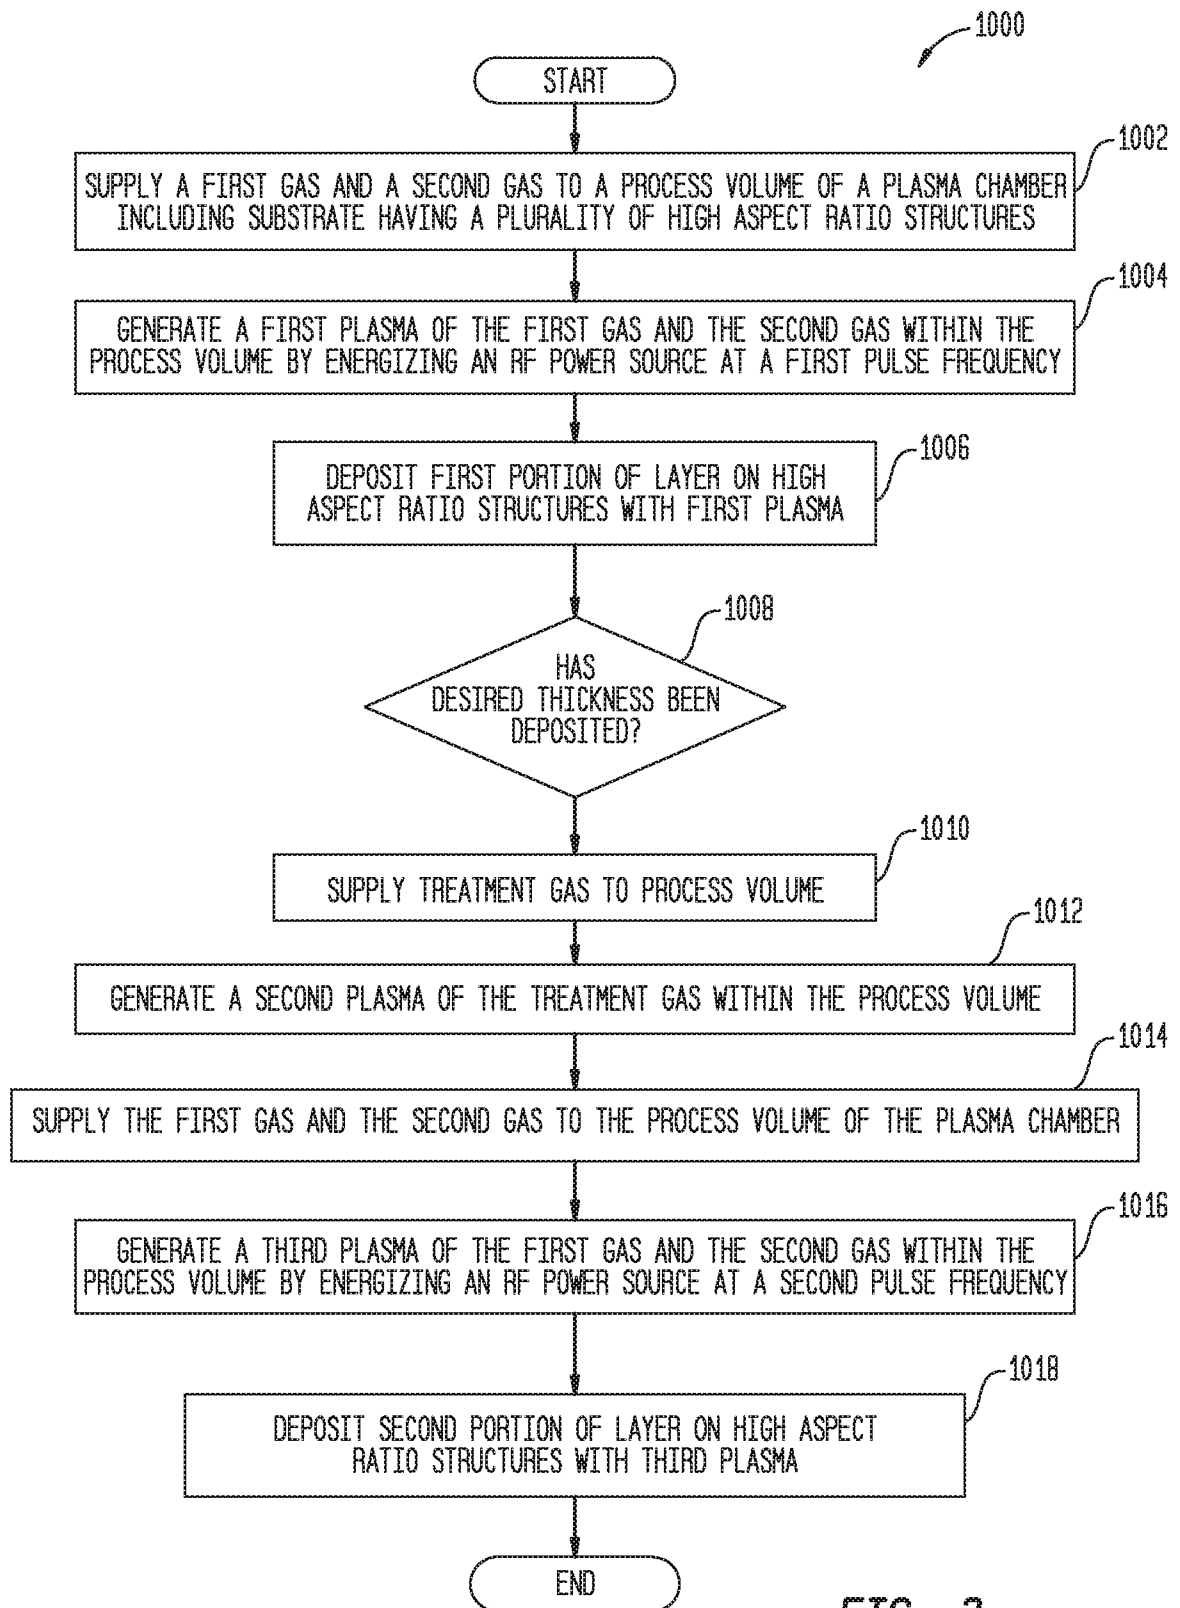 1000
START
1002
SUPPLY A FIRST GAS AND A SECOND GAS TO A PROCESS VOLUME OF A PLASMA CHAMBER
INCLUDING SUBSTRATE HAVING A PLURALITY OF HIGH ASPECT RATIO STRUCTURES
1004
GENERATE A FIRST PLASMA OF THE FIRST GAS AND THE SECOND GAS WITHIN THE
PROCESS VOLUME BY ENERGIZING AN RF POWER SOURCE AT A FIRST PULSE FREQUENCY
1006
DEPOSIT FIRST PORTION OF LAYER ON HIGH
ASPECT RATIO STRUCTURES WITH FIRST PLASMA
1008
HAS
DESIRED THICKNESS BEEN
DEPOSITED?
1010
SUPPLY TREATMENT GAS TO PROCESS VOLUME
1012
GENERATE A SECOND PLASMA OF THE TREATMENT GAS WITHIN THE PROCESS VOLUME
1014
SUPPLY THE FIRST GAS AND THE SECOND GAS TO THE PROCESS VOLUME OF THE PLASMA CHAMBER
1016
GENERATE A THIRD PLASMA OF THE FIRST GAS AND THE SECOND GAS WITHIN THE
PROCESS VOLUME BY ENERGIZING AN RF POWER SOURCE AT A SECOND PULSE FREQUENCY
1018
DEPOSIT SECOND PORTION OF LAYER ON HIGH ASPECT
RATIO STRUCTURES WITH THIRD PLASMA
END